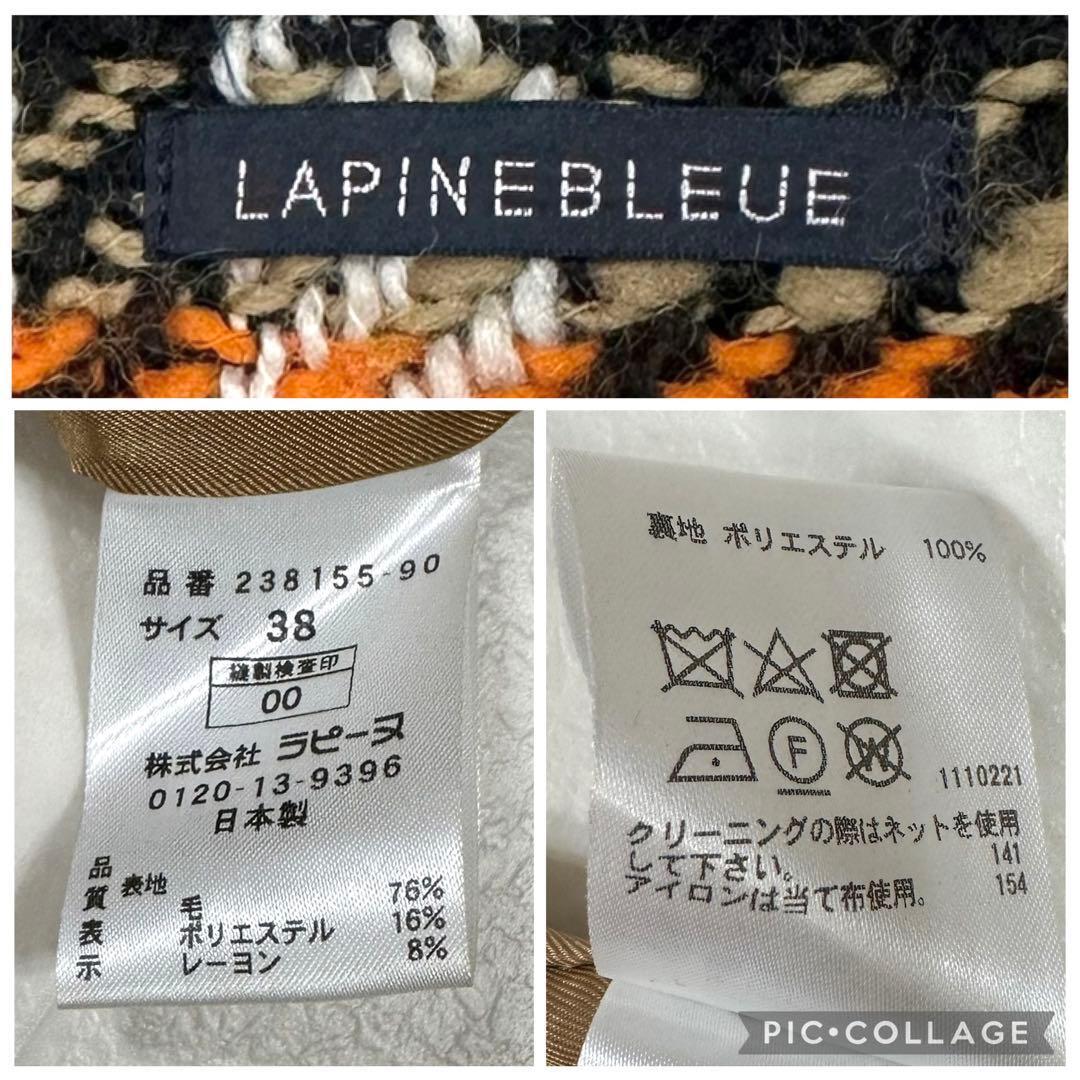 LAPINEBLEUE
品番 238155-90
サイズ 38
縫製検査印
00
株式会社 ラピーヌ
0120-13-9396
日本製
品質表示
表地
毛 76%
ポリエステル 16%
レーヨン 8%
裏地 ポリエステル 100%
F
W
1110221
クリーニングの際はネットを使用
して下さい。 141
アイロンは当て布使用。 154
PIC•COLLAGE